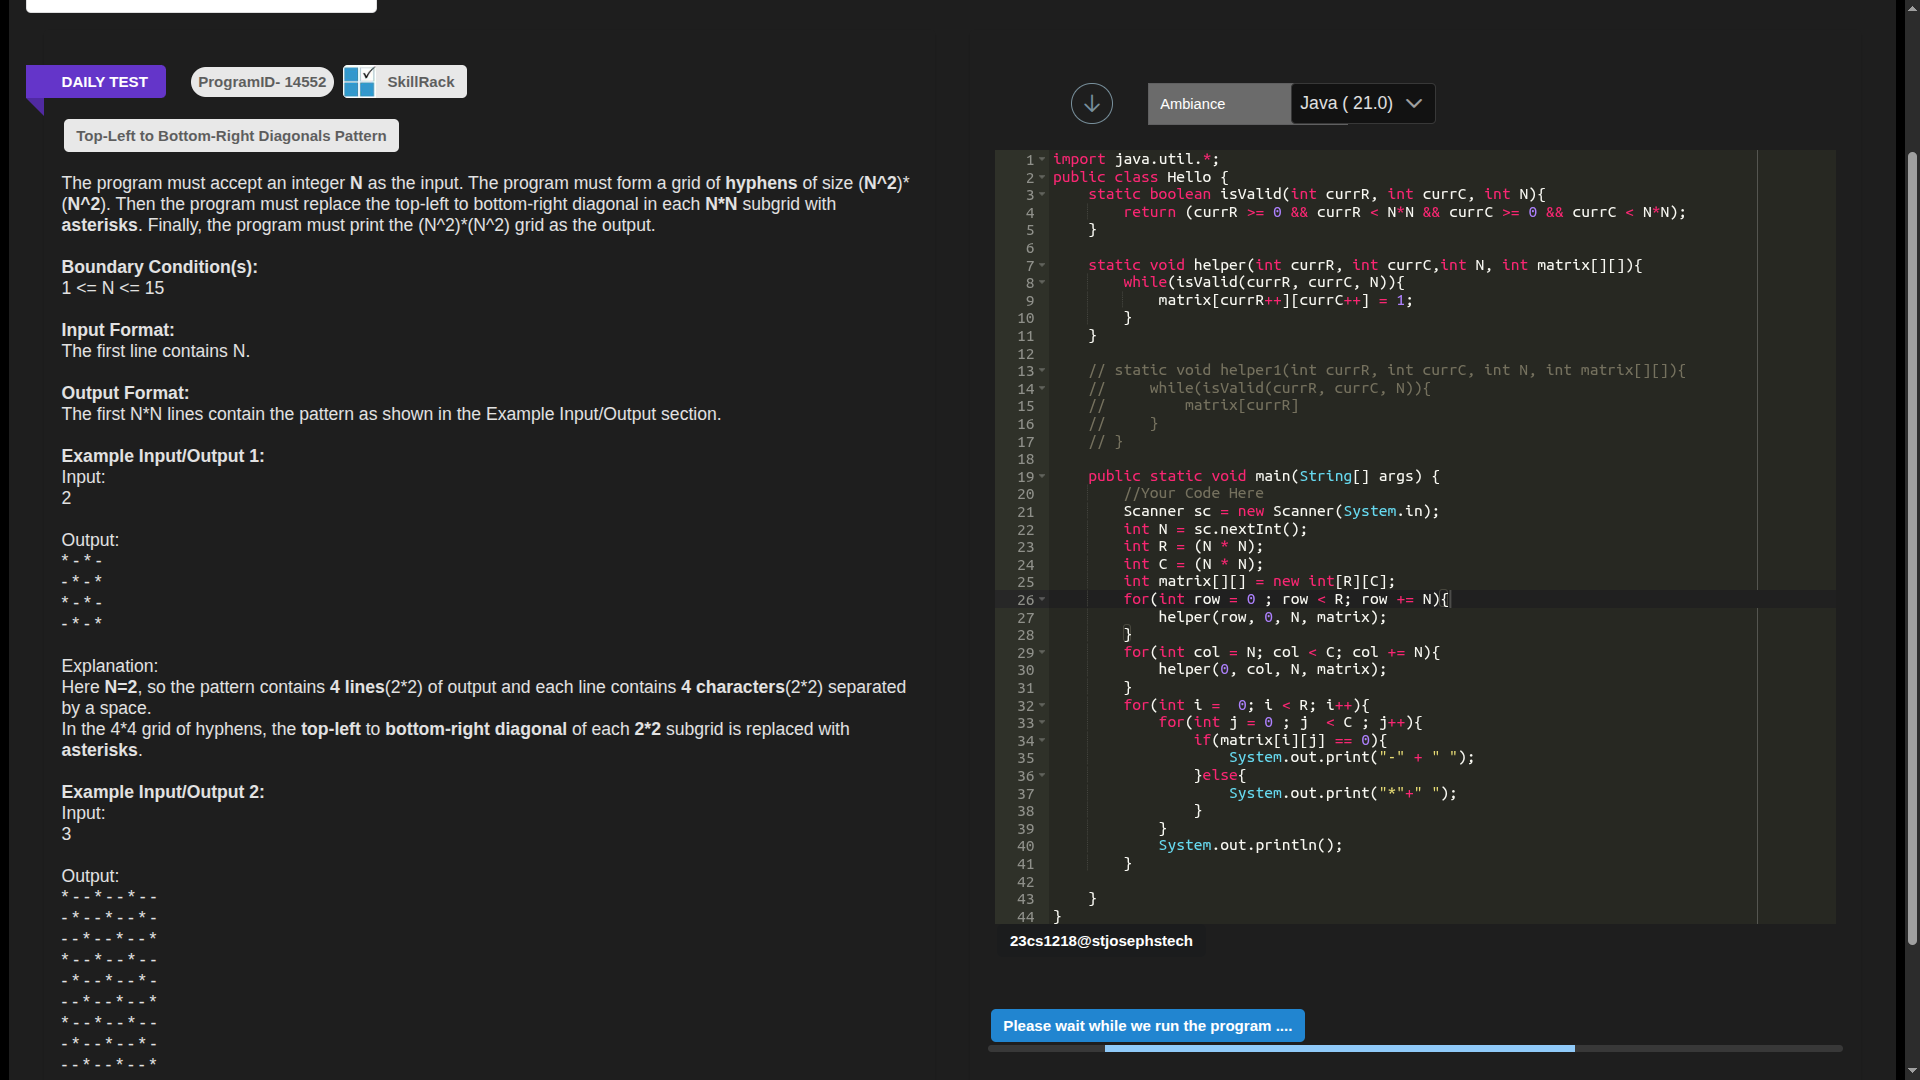 DAILY TEST
ProgramID- 14552
SkillRack
Top-Left to Bottom-Right Diagonals Pattern
The program must accept an integer N as the input. The program must form a grid of hyphens of size (N^2)*
(N^2). Then the program must replace the top-left to bottom-right diagonal in each N*N subgrid with
asterisks. Finally, the program must print the (N^2)*(N^2) grid as the output.
Boundary Condition(s):
1 <= N <= 15
Input Format:
The first line contains N.
Output Format:
The first N*N lines contain the pattern as shown in the Example Input/Output section.
Example Input/Output 1:
Input:
2
Output:
* - * -
- * - *
* - * -
- * - *
Explanation:
Here N=2, so the pattern contains 4 lines(2*2) of output and each line contains 4 characters(2*2) separated
by a space.
In the 4*4 grid of hyphens, the top-left to bottom-right diagonal of each 2*2 subgrid is replaced with
asterisks.
Example Input/Output 2:
Input:
3
Output:
* - - * - - * - -
- * - - * - - * -
- - * - - * - - *
* - - * - - * - -
- * - - * - - * -
- - * - - * - - *
* - - * - - * - -
- * - - * - - * -
- - * - - * - - *
Ambiance
Java ( 21.0)
1 import java.util.*;
2 public class Hello {
3     static boolean isValid(int currR, int currC, int N){
4         return (currR >= 0 && currR < N*N && currC >= 0 && currC < N*N);
5     }
6
7     static void helper(int currR, int currC,int N, int matrix[][]){
8         while(isValid(currR, currC, N)){
9             matrix[currR++][currC++] = 1;
10         }
11     }
12
13     // static void helper1(int currR, int currC, int N, int matrix[][]){
14     //     while(isValid(currR, currC, N)){
15     //         matrix[currR]
16     //     }
17     // }
18
19     public static void main(String[] args) {
20         //Your Code Here
21         Scanner sc = new Scanner(System.in);
22         int N = sc.nextInt();
23         int R = (N * N);
24         int C = (N * N);
25         int matrix[][] = new int[R][C];
26         for(int row = 0 ; row < R; row += N){
27             helper(row, 0, N, matrix);
28         }
29         for(int col = N; col < C; col += N){
30             helper(0, col, N, matrix);
31         }
32         for(int i =  0; i < R; i++){
33             for(int j = 0 ; j  < C ; j++){
34                 if(matrix[i][j] == 0){
35                     System.out.print("-" + " ");
36                 }else{
37                     System.out.print("*"+" ");
38                 }
39             }
40             System.out.println();
41         }
42
43     }
44 }
23cs1218@stjosephstech
Please wait while we run the program ....